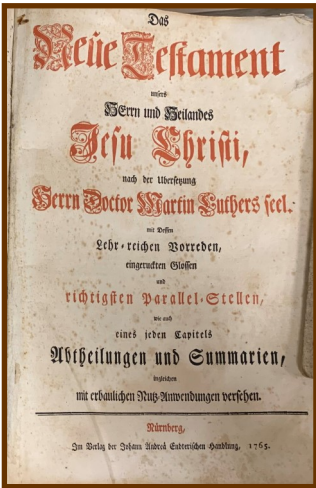 Das
Neüe Testament
unsers
HErrn und Heilandes
Jesu Christi,
nach der Ubersetzung
Herrn Doctor Martin Luthers seel.
mit Dessen
Lehr-reichen Vorreden,
eingeruckten Glossen
und
richtigsten Parallel-Stellen,
wie auch
eines jeden Capitels
Abtheilungen und Summarien,
ingleichen
mit erbaulichen Nutz-Anwendungen versehen.
Nürnberg,
Im Verlag der Johann Andreä Endterischen Handlung, 1765.